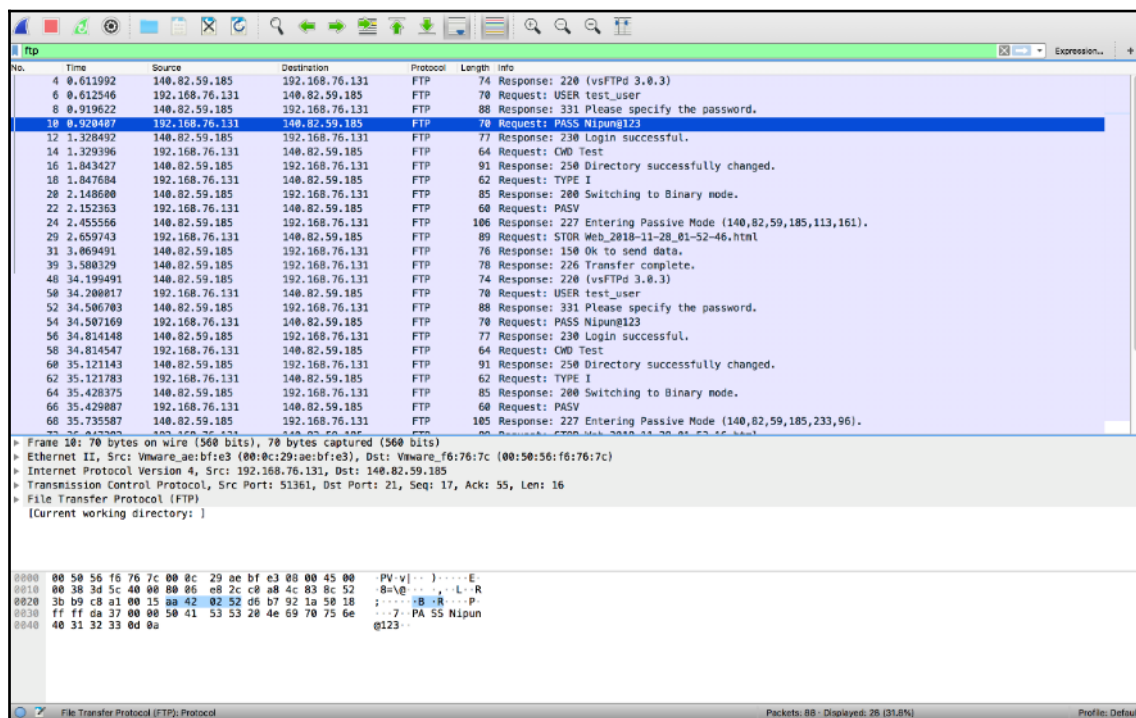 ftp
Expression... +
No. Time Source Destination Protocol Length Info
4 0.611992 140.82.59.185 192.168.76.131 FTP 74 Response: 220 (vsFTPd 3.0.3)
6 0.612546 192.168.76.131 140.82.59.185 FTP 70 Request: USER test_user
8 0.919622 140.82.59.185 192.168.76.131 FTP 88 Response: 331 Please specify the password.
10 0.920407 192.168.76.131 140.82.59.185 FTP 70 Request: PASS Nipun@123
12 1.328492 140.82.59.185 192.168.76.131 FTP 77 Response: 230 Login successful.
14 1.329396 192.168.76.131 140.82.59.185 FTP 64 Request: CWD Test
16 1.843427 140.82.59.185 192.168.76.131 FTP 91 Response: 250 Directory successfully changed.
18 1.847684 192.168.76.131 140.82.59.185 FTP 62 Request: TYPE I
20 2.148600 140.82.59.185 192.168.76.131 FTP 85 Response: 200 Switching to Binary mode.
22 2.152363 192.168.76.131 140.82.59.185 FTP 60 Request: PASV
24 2.455566 140.82.59.185 192.168.76.131 FTP 106 Response: 227 Entering Passive Mode (140,82,59,185,113,161).
29 2.659743 192.168.76.131 140.82.59.185 FTP 89 Request: STOR Web_2018-11-28_01-52-46.html
31 3.069491 140.82.59.185 192.168.76.131 FTP 76 Response: 150 Ok to send data.
39 3.580329 140.82.59.185 192.168.76.131 FTP 78 Response: 226 Transfer complete.
48 34.199491 140.82.59.185 192.168.76.131 FTP 74 Response: 220 (vsFTPd 3.0.3)
50 34.200017 192.168.76.131 140.82.59.185 FTP 70 Request: USER test_user
52 34.506703 140.82.59.185 192.168.76.131 FTP 88 Response: 331 Please specify the password.
54 34.507169 192.168.76.131 140.82.59.185 FTP 70 Request: PASS Nipun@123
56 34.814148 140.82.59.185 192.168.76.131 FTP 77 Response: 230 Login successful.
58 34.814547 192.168.76.131 140.82.59.185 FTP 64 Request: CWD Test
60 35.121143 140.82.59.185 192.168.76.131 FTP 91 Response: 250 Directory successfully changed.
62 35.121783 192.168.76.131 140.82.59.185 FTP 62 Request: TYPE I
64 35.428375 140.82.59.185 192.168.76.131 FTP 85 Response: 200 Switching to Binary mode.
66 35.429087 192.168.76.131 140.82.59.185 FTP 60 Request: PASV
68 35.735587 140.82.59.185 192.168.76.131 FTP 105 Response: 227 Entering Passive Mode (140,82,59,185,233,96).
Frame 10: 70 bytes on wire (560 bits), 70 bytes captured (560 bits)
Ethernet II, Src: Vmware_ae:bf:e3 (00:0c:29:ae:bf:e3), Dst: Vmware_f6:76:7c (00:50:56:f6:76:7c)
Internet Protocol Version 4, Src: 192.168.76.131, Dst: 140.82.59.185
Transmission Control Protocol, Src Port: 51361, Dst Port: 21, Seq: 17, Ack: 55, Len: 16
File Transfer Protocol (FTP)
[Current working directory: ]
0000 00 50 56 f6 76 7c 00 0c 29 ae bf e3 08 00 45 00 ·PV·v|·· )·····E·
0010 00 38 3d 5c 40 00 80 06 e8 2c c0 a8 4c 83 8c 52 ·8=\@··· ·,··L··R
0020 3b b9 c8 a1 00 15 aa 42 02 52 d6 b7 92 1a 50 18 ;······B ·R····P·
0030 ff ff da 37 00 00 50 41 53 53 20 4e 69 70 75 6e ···7··PA SS Nipun
0040 40 31 32 33 0d 0a @123··
File Transfer Protocol (FTP): Protocol
Packets: 88 · Displayed: 28 (31.8%)
Profile: Defaul